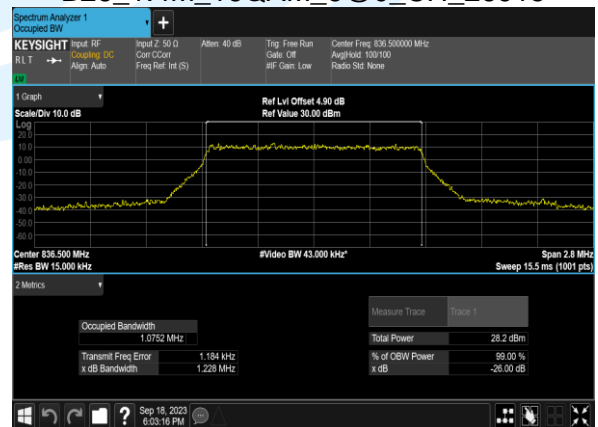 Spectrum Analyzer 1
Occupied BW
KEYSIGHT
Input: RF
Input Z: 50 Ω
Atten: 40 dB
Trig: Free Run
Center Freq: 836.500000 MHz
RLT
Coupling: DC
Corr CCorr
Gate: Off
Avg|Hold: 100/100
Align: Auto
Freq Ref: Int (S)
#IF Gain: Low
Radio Std: None
1 Graph
Ref Lvl Offset 4.90 dB
Scale/Div 10.0 dB
Ref Value 30.00 dBm
Log
20.0
10.0
0.00
-10.0
-20.0
-30.0
-40.0
-50.0
-60.0
Center 836.500 MHz
#Video BW 43.000 kHz*
Span 2.8 MHz
#Res BW 15.000 kHz
Sweep 15.5 ms (1001 pts)
2 Metrics
Measure Trace
Trace 1
Occupied Bandwidth
1.0752 MHz
Total Power
28.2 dBm
Transmit Freq Error
1.184 kHz
% of OBW Power
99.00 %
x dB Bandwidth
1.228 MHz
x dB
-26.00 dB
?
Sep 18, 2023
6:03:16 PM